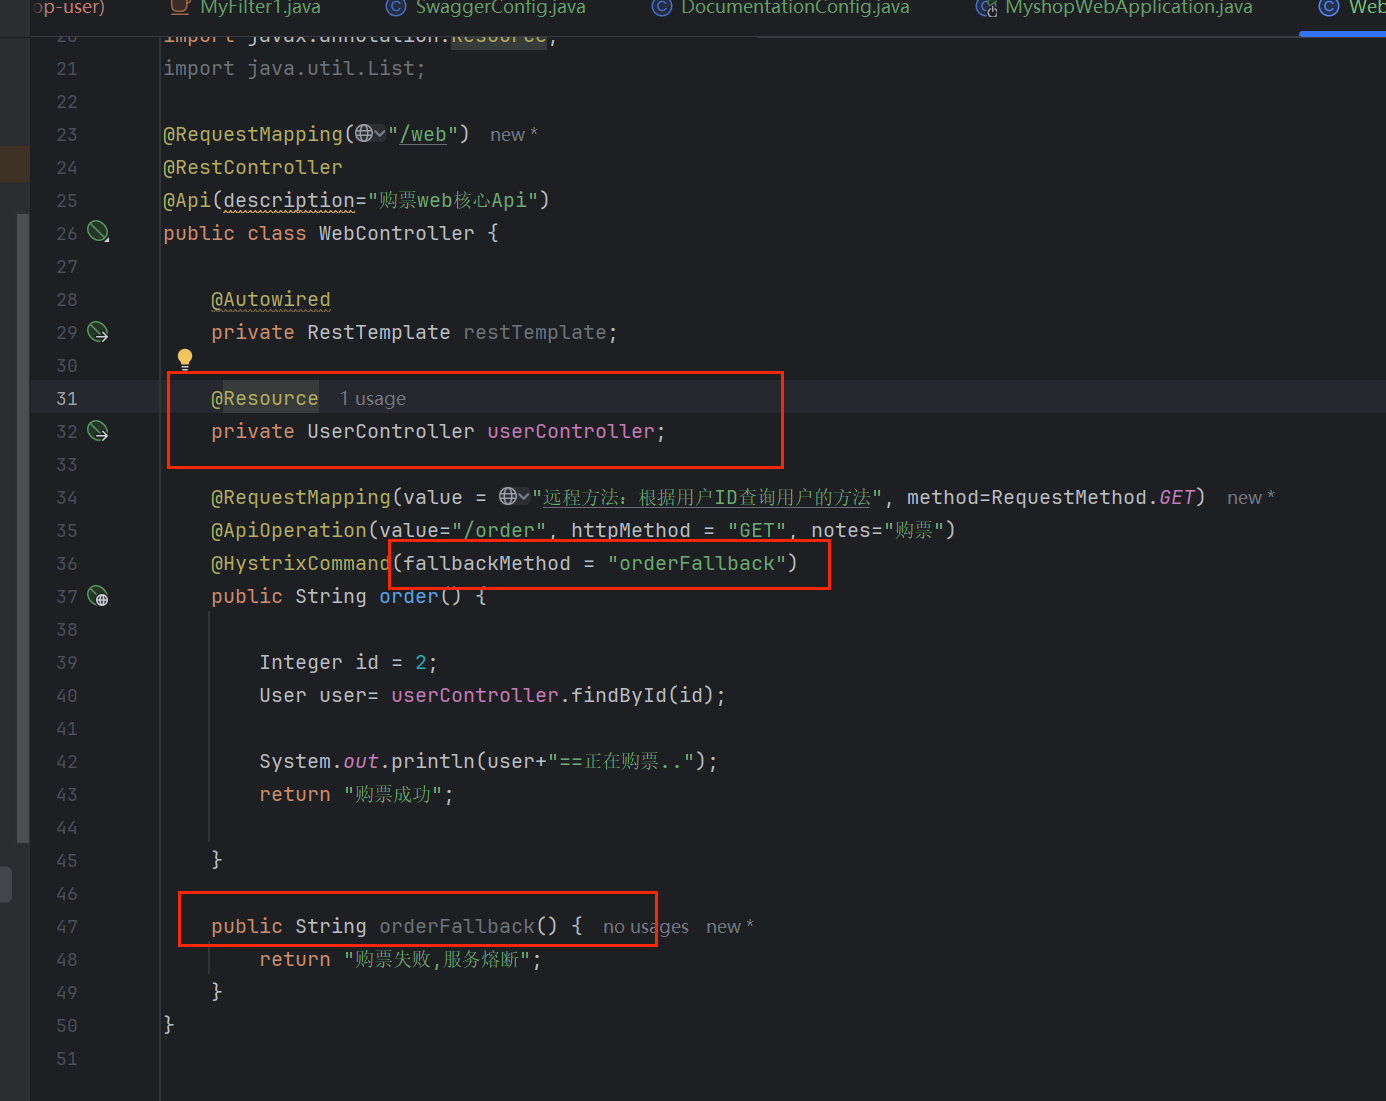 op-user)
MyFilter1.java
SwaggerConfig.java
DocumentationConfig.java
MyshopWebApplication.java
Web
20 import javax.annotation.Resource;
21 import java.util.List;
22
23 @RequestMapping("/web") new *
24 @RestController
25 @Api(description="购票web核心Api")
26 public class WebController {
27
28 @Autowired
29 private RestTemplate restTemplate;
30
31 @Resource 1 usage
32 private UserController userController;
33
34 @RequestMapping(value = "远程方法：根据用户ID查询用户的方法", method=RequestMethod.GET) new *
35 @ApiOperation(value="/order", httpMethod = "GET", notes="购票")
36 @HystrixCommand(fallbackMethod = "orderFallback")
37 public String order() {
38
39 Integer id = 2;
40 User user= userController.findById(id);
41
42 System.out.println(user+"==正在购票..");
43 return "购票成功";
44
45 }
46
47 public String orderFallback() { no usages new *
48 return "购票失败,服务熔断";
49 }
50 }
51